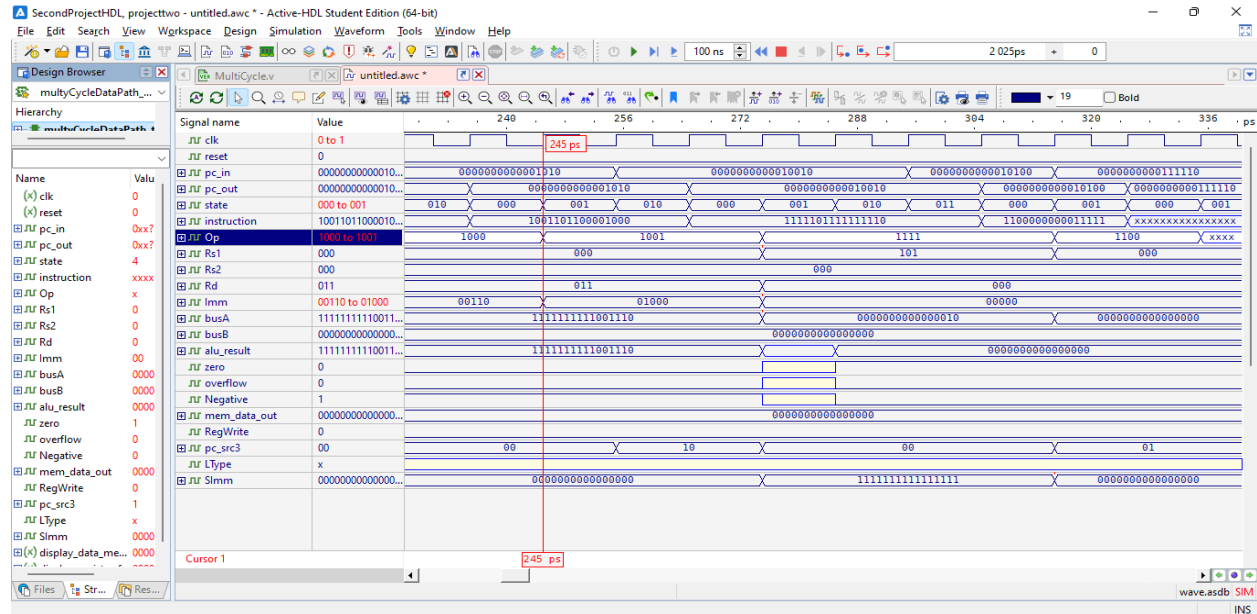 SecondProjectHDL, projecttwo - untitled.awc * - Active-HDL Student Edition (64-bit)
File Edit Search View Workspace Design Simulation Waveform Tools Window Help
100 ns 2 025ps + 0
Design Browser MultiCycle.v untitled.awc *
multyCycleDataPath_... 19 Bold
Hierarchy
Signal name Value 240 256 272 288 304 320 336 ps
clk 0 to 1 245 ps
reset 0
pc_in 00000000000010... 0000000000001010 0000000000010010 0000000000010100 0000000000111110
pc_out 00000000000010... 0000000000001010 0000000000010010 0000000000010100 0000000000111110
state 000 to 001 010 000 001 010 000 001 010 011 000 001 000 001
instruction 10011011000010... 1001101100001000 1111101111111110 1100000000011111 xxxxxxxxxxxxxxxx
Op 1000 to 1001 1000 1001 1111 1100 xxxx
Rs1 000 000 101 000
Rs2 000 000
Rd 011 011 000
Imm 00110 to 01000 00110 01000 00000
busA 11111111110011... 1111111111001110 0000000000000010 0000000000000000
busB 00000000000000... 0000000000000000
alu_result 11111111110011... 1111111111001110 0000000000000000
zero 0
overflow 0
Negative 1
mem_data_out 00000000000000... 0000000000000000
RegWrite 0
pc_src3 00 00 10 00 01
LType x
SImm 00000000000000... 0000000000000000 1111111111111111 0000000000000000
Name Valu
clk 0
reset 0
pc_in 0xx?
pc_out 0xx?
state 4
instruction xxxx
Op x
Rs1 0
Rs2 0
Rd 0
Imm 00
busA 0000
busB 0000
alu_result 0000
zero 1
overflow 0
Negative 0
mem_data_out 0000
RegWrite 0
pc_src3 1
LType x
SImm 0000
display_data_me... 0000
Cursor 1 245 ps
Files Str... Res...
wave.asdb SIM
INS